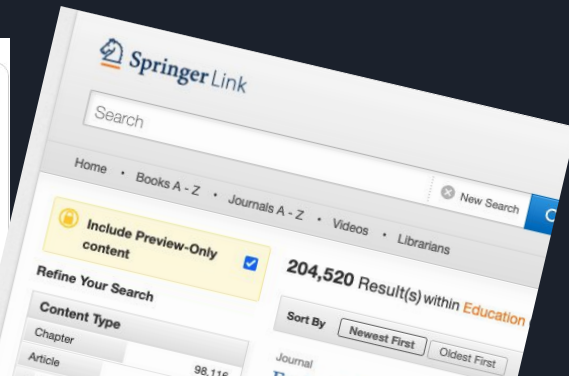 Springer Link
Search
New Search
Home • Books A - Z • Journals A - Z • Videos • Librarians
Include Preview-Only
content
204,520 Result(s) within Education
Refine Your Search
Sort By Newest First Oldest First
Content Type
Chapter 98,116
Article
Journal